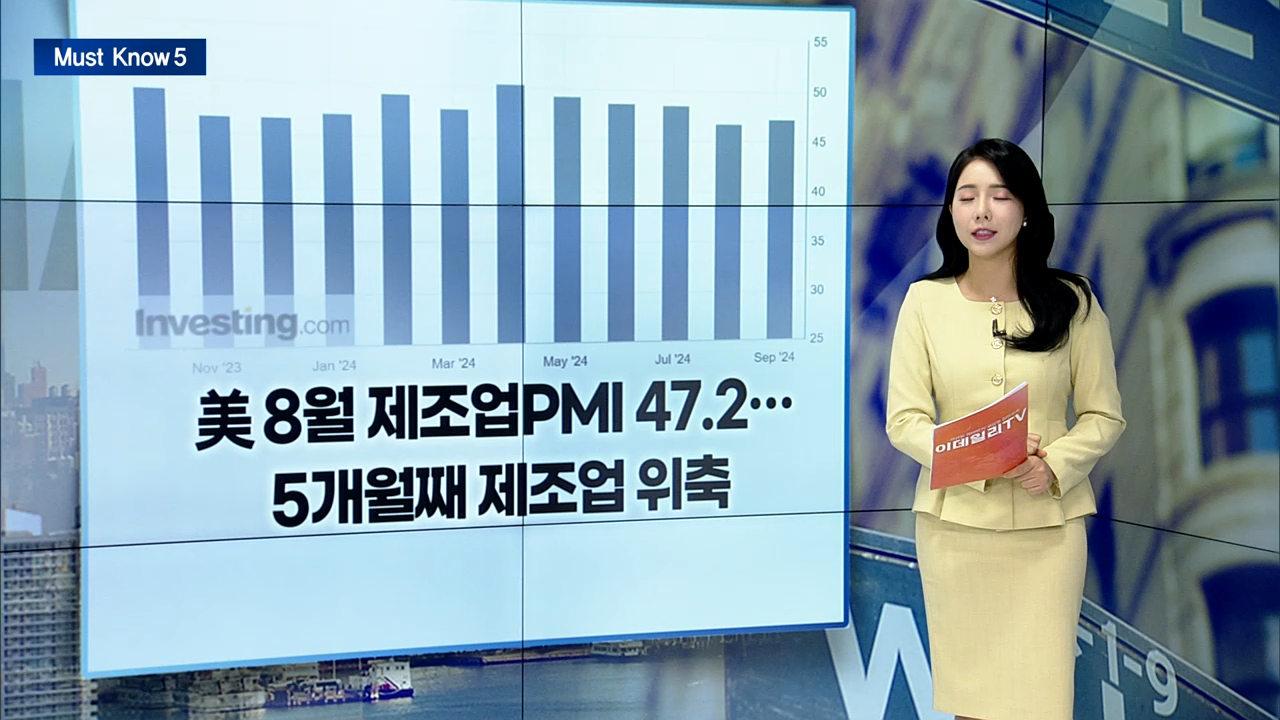 Must Know 5
55
50
45
40
35
30
25
Investing.com
Nov '23
Jan '24
Mar '24
May '24
Jul '24
Sep '24
美 8월 제조업PMI 47.2…
5개월째 제조업 위축
이데일리TV
W
1-9